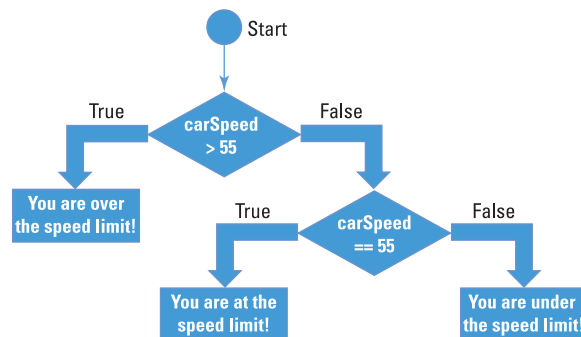 Start
True
False
carSpeed
> 55
You are over
the speed limit!
True
False
carSpeed
== 55
You are at the
speed limit!
You are under
the speed limit!